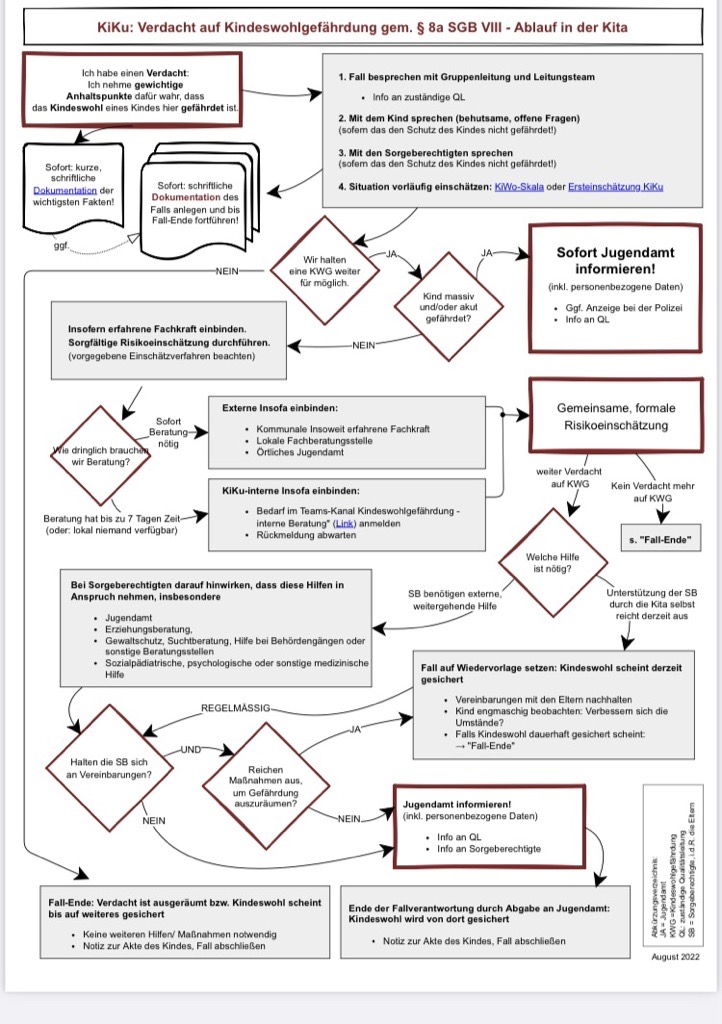 KiKu: Verdacht auf Kindeswohlgefährdung gem. § 8a SGB VIII - Ablauf in der Kita
Ich habe einen Verdacht:
Ich nehme gewichtige
Anhaltspunkte dafür wahr, dass
das Kindeswohl eines Kindes hier gefährdet ist.
1. Fall besprechen mit Gruppenleitung und Leitungsteam
• Info an zuständige QL
2. Mit dem Kind sprechen (behutsame, offene Fragen)
(sofern das den Schutz des Kindes nicht gefährdet!)
3. Mit den Sorgeberechtigten sprechen
(sofern das den Schutz des Kindes nicht gefährdet!)
4. Situation vorläufig einschätzen: KiWo-Skala oder Ersteinschätzung KiKu
Sofort: kurze,
schriftliche
Dokumentation der
wichtigsten Fakten!
ggf.
Sofort: schriftliche
Dokumentation des
Falls anlegen und bis
Fall-Ende fortführen!
Wir halten
eine KWG weiter
für möglich.
NEIN
JA
Kind massiv
und/oder akut
gefährdet?
JA
NEIN
Sofort Jugendamt
informieren!
(inkl. personenbezogene Daten)
• Ggf. Anzeige bei der Polizei
• Info an QL
Insofern erfahrene Fachkraft einbinden.
Sorgfältige Risikoeinschätzung durchführen.
(vorgegebene Einschätzverfahren beachten)
Wie dringlich brauchen
wir Beratung?
Sofort
Beratung
nötig
Beratung hat bis zu 7 Tagen Zeit
(oder: lokal niemand verfügbar)
Externe Insofa einbinden:
• Kommunale Insoweit erfahrene Fachkraft
• Lokale Fachberatungsstelle
• Örtliches Jugendamt
KiKu-interne Insofa einbinden:
• Bedarf im Teams-Kanal Kindeswohlgefährdung -
interne Beratung" (Link) anmelden
• Rückmeldung abwarten
Gemeinsame, formale
Risikoeinschätzung
weiter Verdacht
auf KWG
Kein Verdacht mehr
auf KWG
s. "Fall-Ende"
Welche Hilfe
ist nötig?
SB benötigen externe,
weitergehende Hilfe
Unterstützung der SB
durch die Kita selbst
reicht derzeit aus
Bei Sorgeberechtigten darauf hinwirken, dass diese Hilfen in
Anspruch nehmen, insbesondere
• Jugendamt
• Erziehungsberatung,
• Gewaltschutz, Suchtberatung, Hilfe bei Behördengängen oder
sonstige Beratungsstellen
• Sozialpädiatrische, psychologische oder sonstige medizinische
Hilfe
Fall auf Wiedervorlage setzen: Kindeswohl scheint derzeit
gesichert
• Vereinbarungen mit den Eltern nachhalten
• Kind engmaschig beobachten: Verbessern sich die
Umstände?
• Falls Kindeswohl dauerhaft gesichert scheint:
→ "Fall-Ende"
REGELMÄSSIG
Halten die SB sich
an Vereinbarungen?
UND
NEIN
Reichen
Maßnahmen aus,
um Gefährdung
auszuräumen?
JA
NEIN
Jugendamt informieren!
(inkl. personenbezogene Daten)
• Info an QL
• Info an Sorgeberechtigte
Fall-Ende: Verdacht ist ausgeräumt bzw. Kindeswohl scheint
bis auf weiteres gesichert
• Keine weiteren Hilfen/ Maßnahmen notwendig
• Notiz zur Akte des Kindes, Fall abschließen
Ende der Fallverantwortung durch Abgabe an Jugendamt:
Kindeswohl wird von dort gesichert
• Notiz zur Akte des Kindes, Fall abschließen
Abkürzungsverzeichnis:
JA = Jugendamt
KWG =Kindeswohlgefährdung
QL: zuständige Qualitätsleitung
SB = Sorgeberechtigte, i.d.R. die Eltern
August 2022